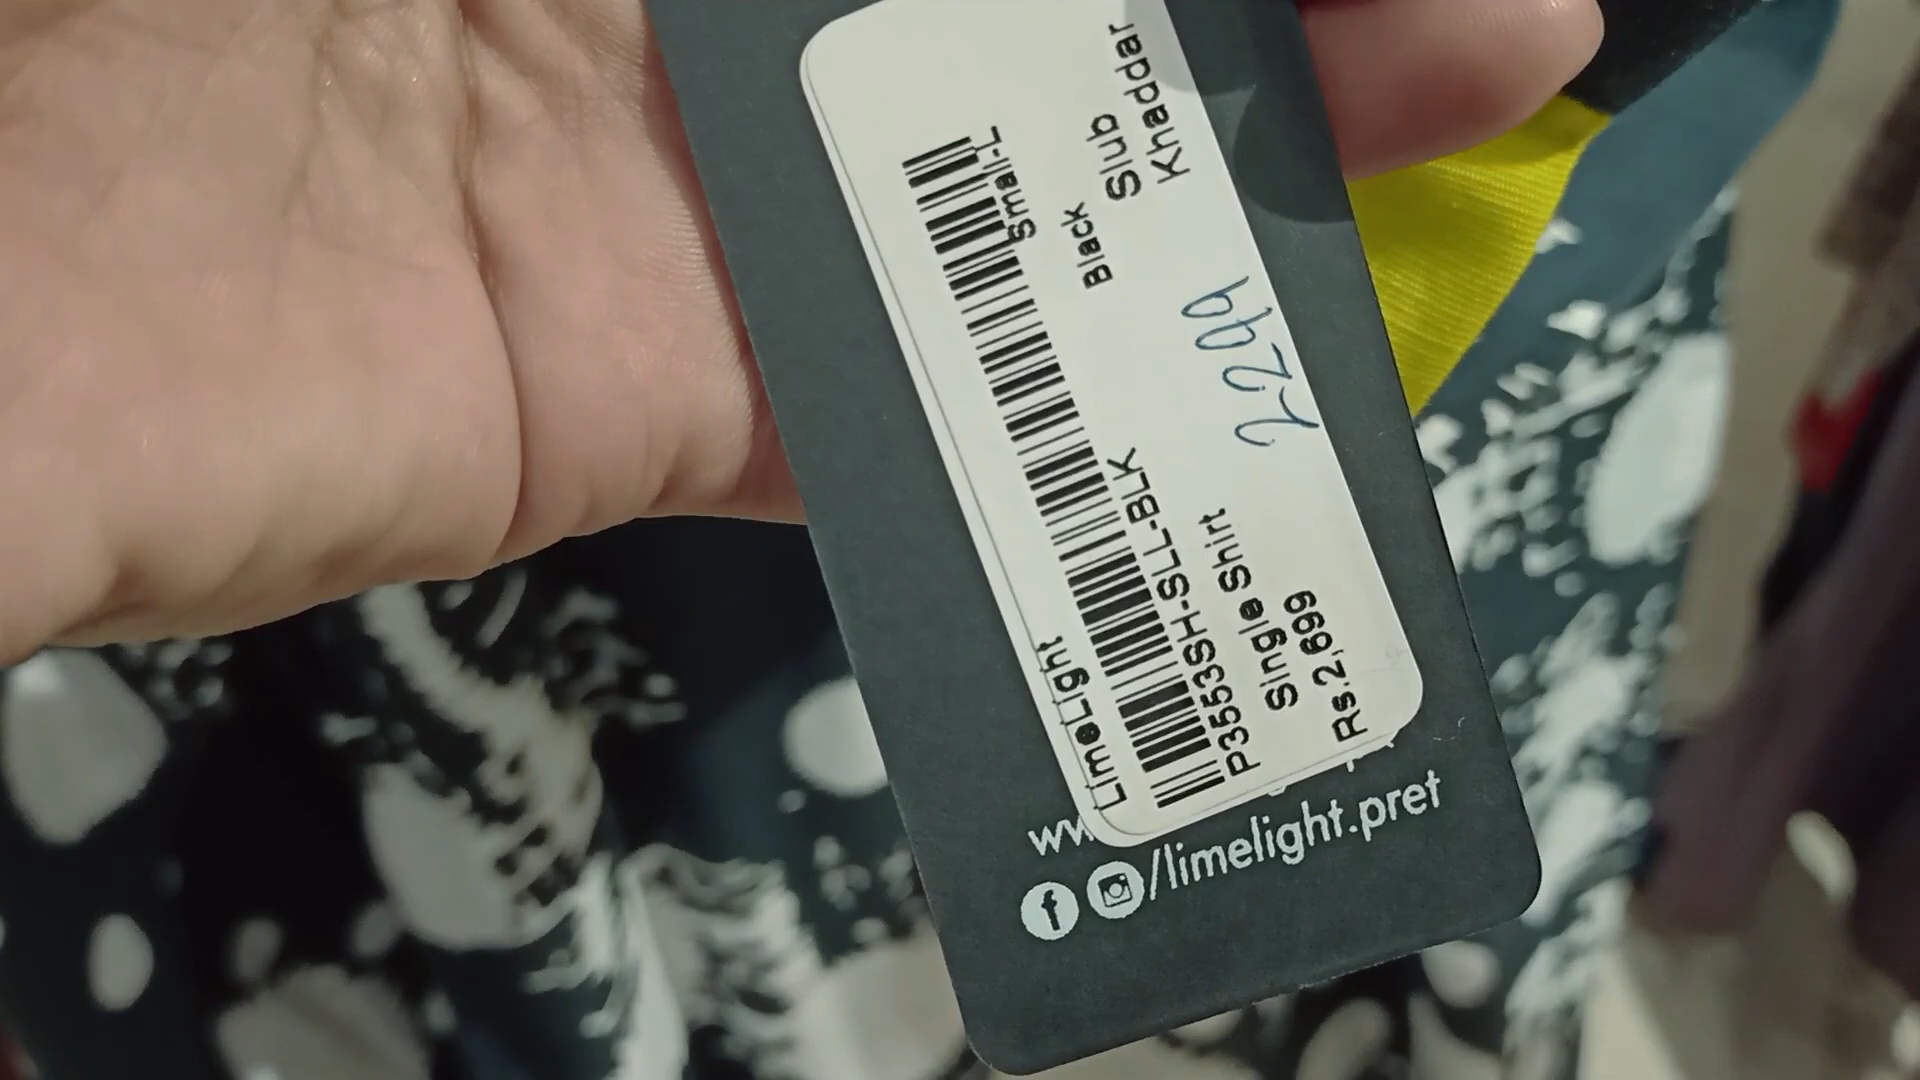 LimeLight
Small-L
P3553SH-SLL-BLK
Black
Single Shirt
Slub
Khaddar
Rs.2,699
2299
/limelight.pret